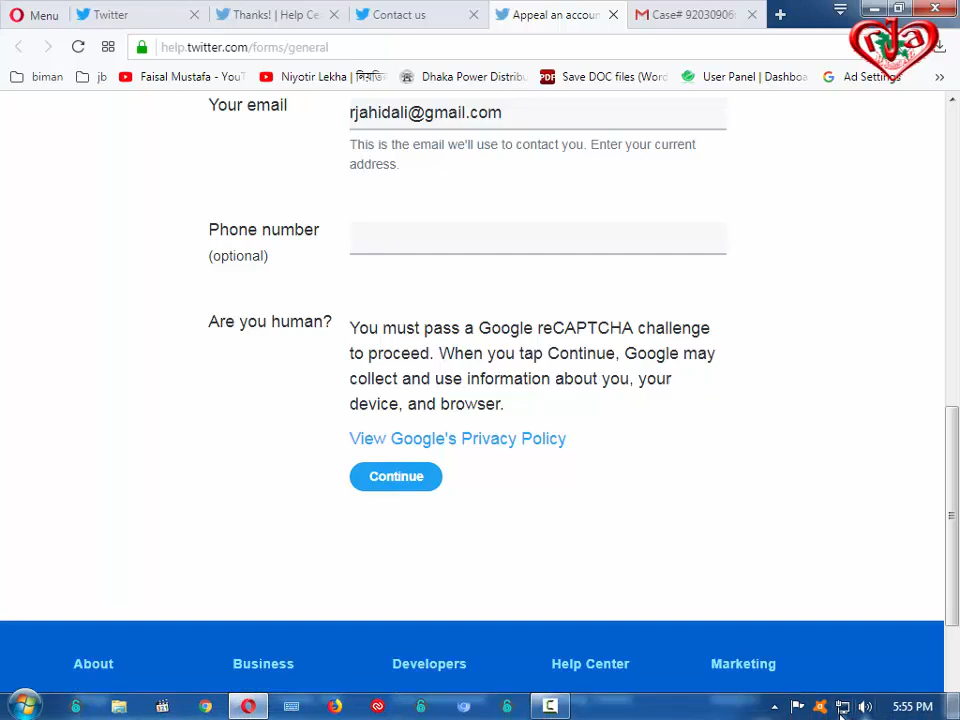 Menu
Twitter
Thanks! | Help Ce
Contact us
Appeal an accoun
Case# 92030906
help.twitter.com/forms/general
biman
jb
Faisal Mustafa - YouT
Niyotir Lekha | নিয়তির
Dhaka Power Distribu
PDF
Save DOC files (Word
User Panel | Dashboa
Ad Settings
rja
Your email
rjahidali@gmail.com
This is the email we'll use to contact you. Enter your current
address.
Phone number
(optional)
Are you human?
You must pass a Google reCAPTCHA challenge
to proceed. When you tap Continue, Google may
collect and use information about you, your
device, and browser.
View Google's Privacy Policy
Continue
About
Business
Developers
Help Center
Marketing
5:55 PM